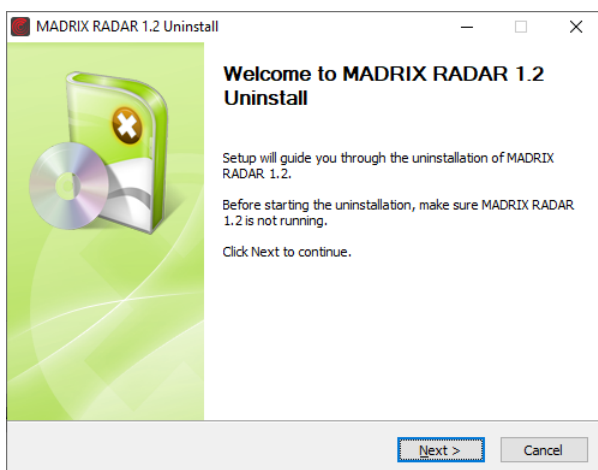 MADRIX RADAR 1.2 Uninstall
Welcome to MADRIX RADAR 1.2
Uninstall
Setup will guide you through the uninstallation of MADRIX
RADAR 1.2.
Before starting the uninstallation, make sure MADRIX RADAR
1.2 is not running.
Click Next to continue.
Next >
Cancel